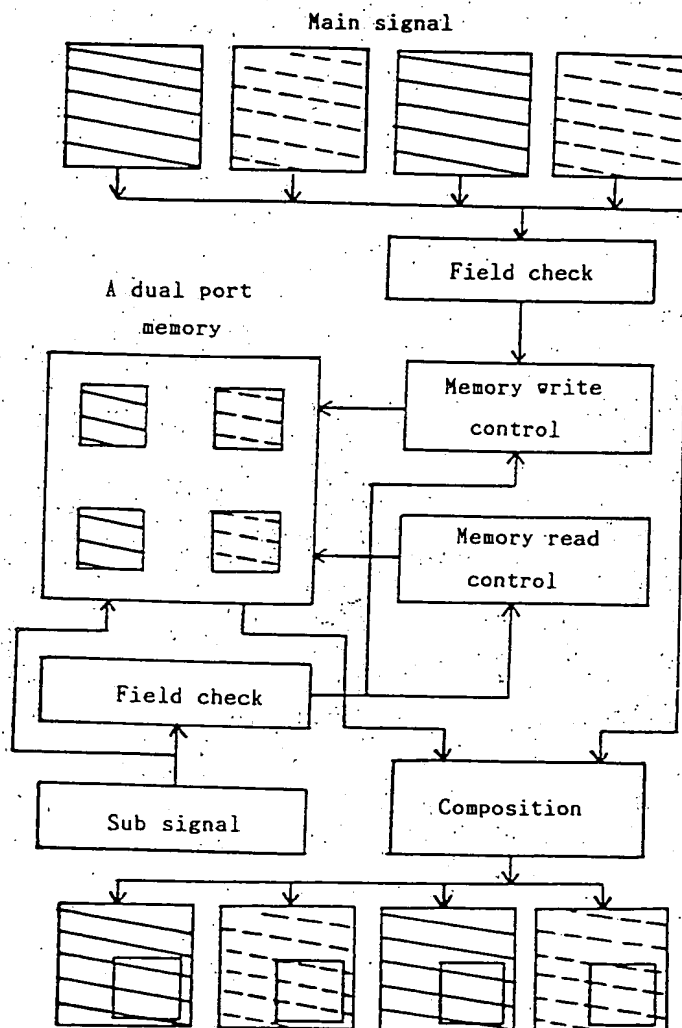 Main signal
Field check
A dual port
memory
Memory write
control
Memory read
control
Field check
Sub signal
Composition